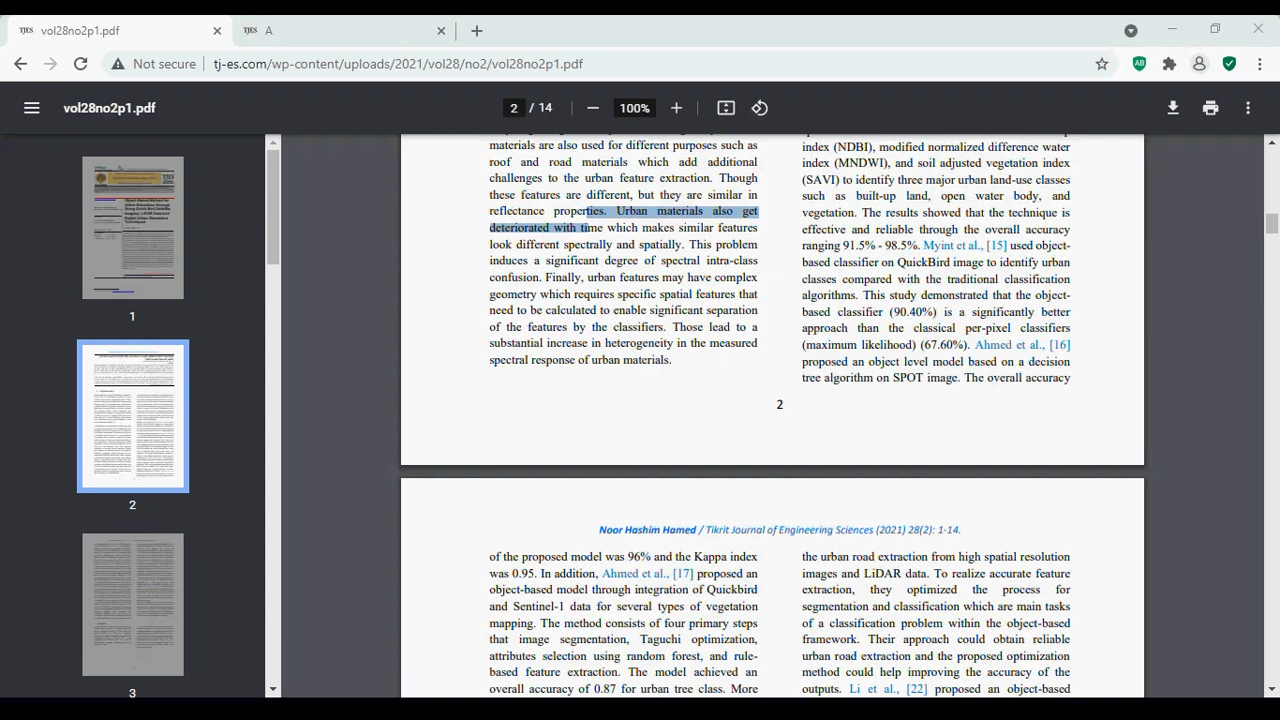 TJES vol28no2p1.pdf
TJES A
Not secure tj-es.com/wp-content/uploads/2021/vol28/no2/vol28no2p1.pdf
vol28no2p1.pdf
2 / 14
100%
1
2
3
materials are also used for different purposes such as
roof and road materials which add additional
challenges to the urban feature extraction. Though
these features are different, but they are similar in
reflectance properties. Urban materials also get
deteriorated with time which makes similar features
look different spectrally and spatially. This problem
induces a significant degree of spectral intra-class
confusion. Finally, urban features may have complex
geometry which requires specific spatial features that
need to be calculated to enable significant separation
of the features by the classifiers. Those lead to a
substantial increase in heterogeneity in the measured
spectral response of urban materials.
index (NDBI), modified normalized difference water
index (MNDWI), and soil adjusted vegetation index
(SAVI) to identify three major urban land-use classes
such as built-up land, open water body, and
vegetation. The results showed that the technique is
effective and reliable through the overall accuracy
ranging 91.5% - 98.5%. Myint et al., [15] used object-
based classifier on QuickBird image to identify urban
classes compared with the traditional classification
algorithms. This study demonstrated that the object-
based classifier (90.40%) is a significantly better
approach than the classical per-pixel classifiers
(maximum likelihood) (67.60%). Ahmed et al., [16]
proposed an object level model based on a decision
tree algorithm on SPOT image. The overall accuracy
2
Noor Hashim Hamed / Tikrit Journal of Engineering Sciences (2021) 28(2): 1-14.
of the proposed model was 96% and the Kappa index
was 0.95. In addition, Ahmed et al., [17] proposed an
object-based model through integration of Quickbird
and Sentinel-1 data for several types of vegetation
mapping. The method consists of four primary steps
that image segmentation, Taguchi optimization,
attributes selection using random forest, and rule-
based feature extraction. The model achieved an
overall accuracy of 0.87 for urban tree class. More
the urban road extraction from high spatial resolution
images and LiDAR data. To realize accurate feature
extraction, they optimized the process for
segmentation and classification which are main tasks
of a classification problem within the object-based
framework. Their approach could obtain reliable
urban road extraction and the proposed optimization
method could help improving the accuracy of the
outputs. Li et al., [22] proposed an object-based